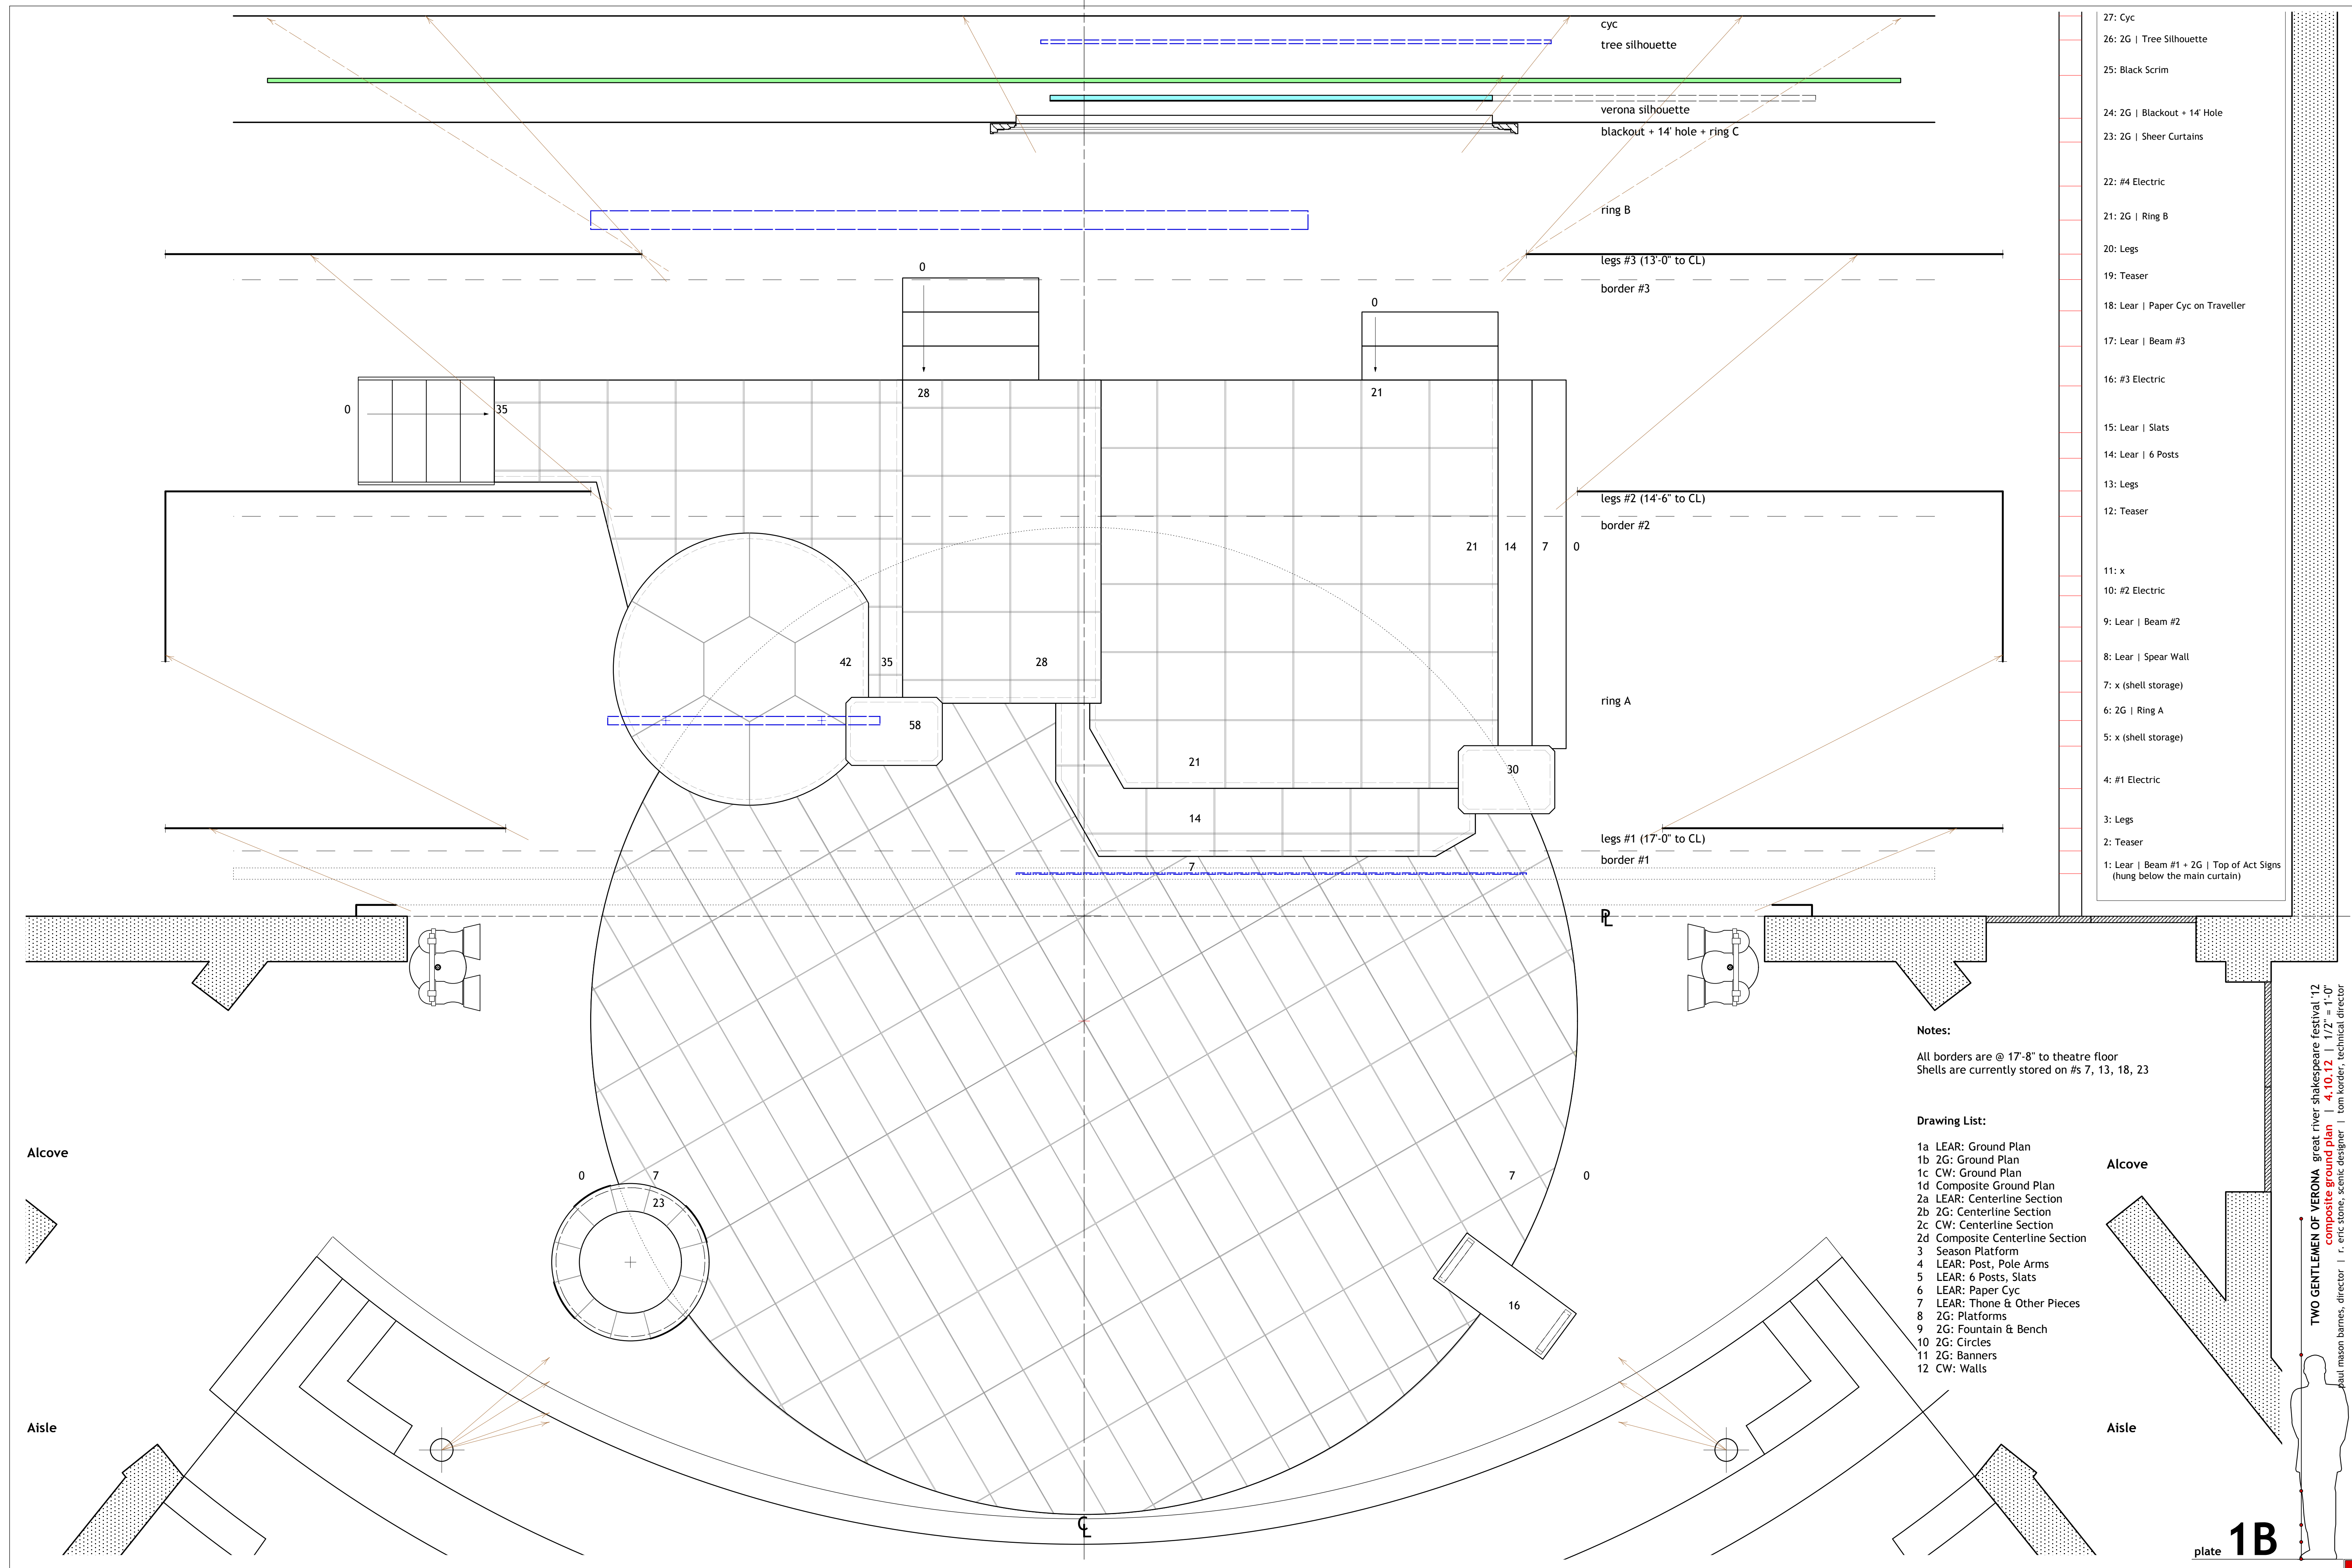 cyc
tree silhouette
verona silhouette
blackout + 14' hole + ring C
ring B
legs #3 (13'-0" to CL)
border #3
0
0
28
21
0
35
legs #2 (14'-6" to CL)
border #2
21
14
7
0
42
35
28
ring A
58
21
30
14
legs #1 (17'-0" to CL)
border #1
7
PL
0
7
23
7
0
16
CL
Alcove
Aisle
27: Cyc
26: 2G | Tree Silhouette
25: Black Scrim
24: 2G | Blackout + 14' Hole
23: 2G | Sheer Curtains
22: #4 Electric
21: 2G | Ring B
20: Legs
19: Teaser
18: Lear | Paper Cyc on Traveller
17: Lear | Beam #3
16: #3 Electric
15: Lear | Slats
14: Lear | 6 Posts
13: Legs
12: Teaser
11: x
10: #2 Electric
9: Lear | Beam #2
8: Lear | Spear Wall
7: x (shell storage)
6: 2G | Ring A
5: x (shell storage)
4: #1 Electric
3: Legs
2: Teaser
1: Lear | Beam #1 + 2G | Top of Act Signs
(hung below the main curtain)
Notes:
All borders are @ 17'-8" to theatre floor
Shells are currently stored on #s 7, 13, 18, 23
Drawing List:
1a LEAR: Ground Plan
1b 2G: Ground Plan
1c CW: Ground Plan
1d Composite Ground Plan
2a LEAR: Centerline Section
2b 2G: Centerline Section
2c CW: Centerline Section
2d Composite Centerline Section
3 Season Platform
4 LEAR: Post, Pole Arms
5 LEAR: 6 Posts, Slats
6 LEAR: Paper Cyc
7 LEAR: Thone & Other Pieces
8 2G: Platforms
9 2G: Fountain & Bench
10 2G: Circles
11 2G: Banners
12 CW: Walls
Alcove
Aisle
TWO GENTLEMEN OF VERONA great river shakespeare festival '12
composite ground plan | 4.10.12 | 1/2" = 1'-0"
paul mason barnes, director | r. eric stone, scenic designer | tom korder, technical director
plate 1B